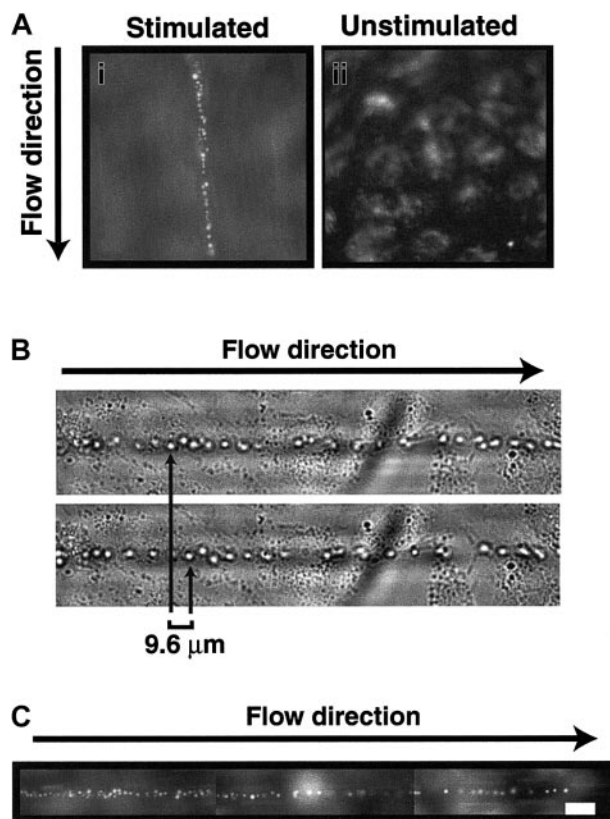 A
Stimulated
Unstimulated
i
ii
Flow direction
B
Flow direction
9.6 μm
C
Flow direction